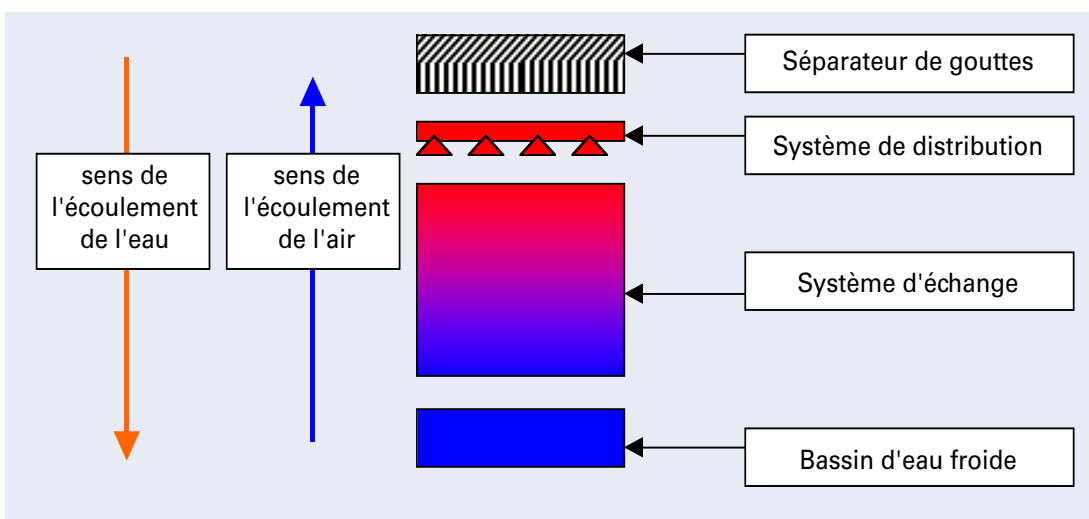 Séparateur de gouttes
Système de distribution
sens de
l'écoulement
de l'eau
sens de
l'écoulement
de l'air
Système d'échange
Bassin d'eau froide